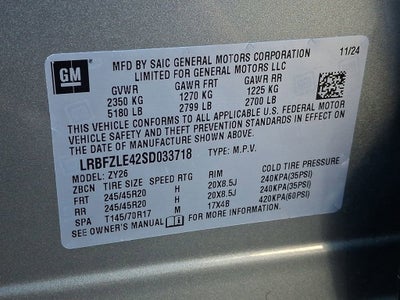 GM
MFD BY SAIC GENERAL MOTORS CORPORATION 11/24
LIMITED FOR GENERAL MOTORS LLC
GVWR GAWR FRT GAWR RR
2350 KG 1270 KG 1225 KG
5180 LB 2799 LB 2700 LB
THIS VEHICLE CONFORMS TO ALL APPLICABLE U.S. FEDERAL MOTOR
VEHICLE SAFETY, BUMPER, AND THEFT PREVENTION STANDARDS IN EFFECT ON
THE DATE OF MANUFACTURE SHOWN ABOVE.
LRBFZLE42SD033718 TYPE: M.P.V.
MODEL: ZY26
ZBCN TIRE SIZE SPEED RTG RIM COLD TIRE PRESSURE
FRT 245/45R20 H 20X8.5J 240KPA(35PSI)
RR 245/45R20 H 20X8.5J 240KPA(35PSI)
SPA T145/70R17 M 17X4B 420KPA(60PSI)
SEE OWNER'S MANUAL FOR MORE INFORMATION.